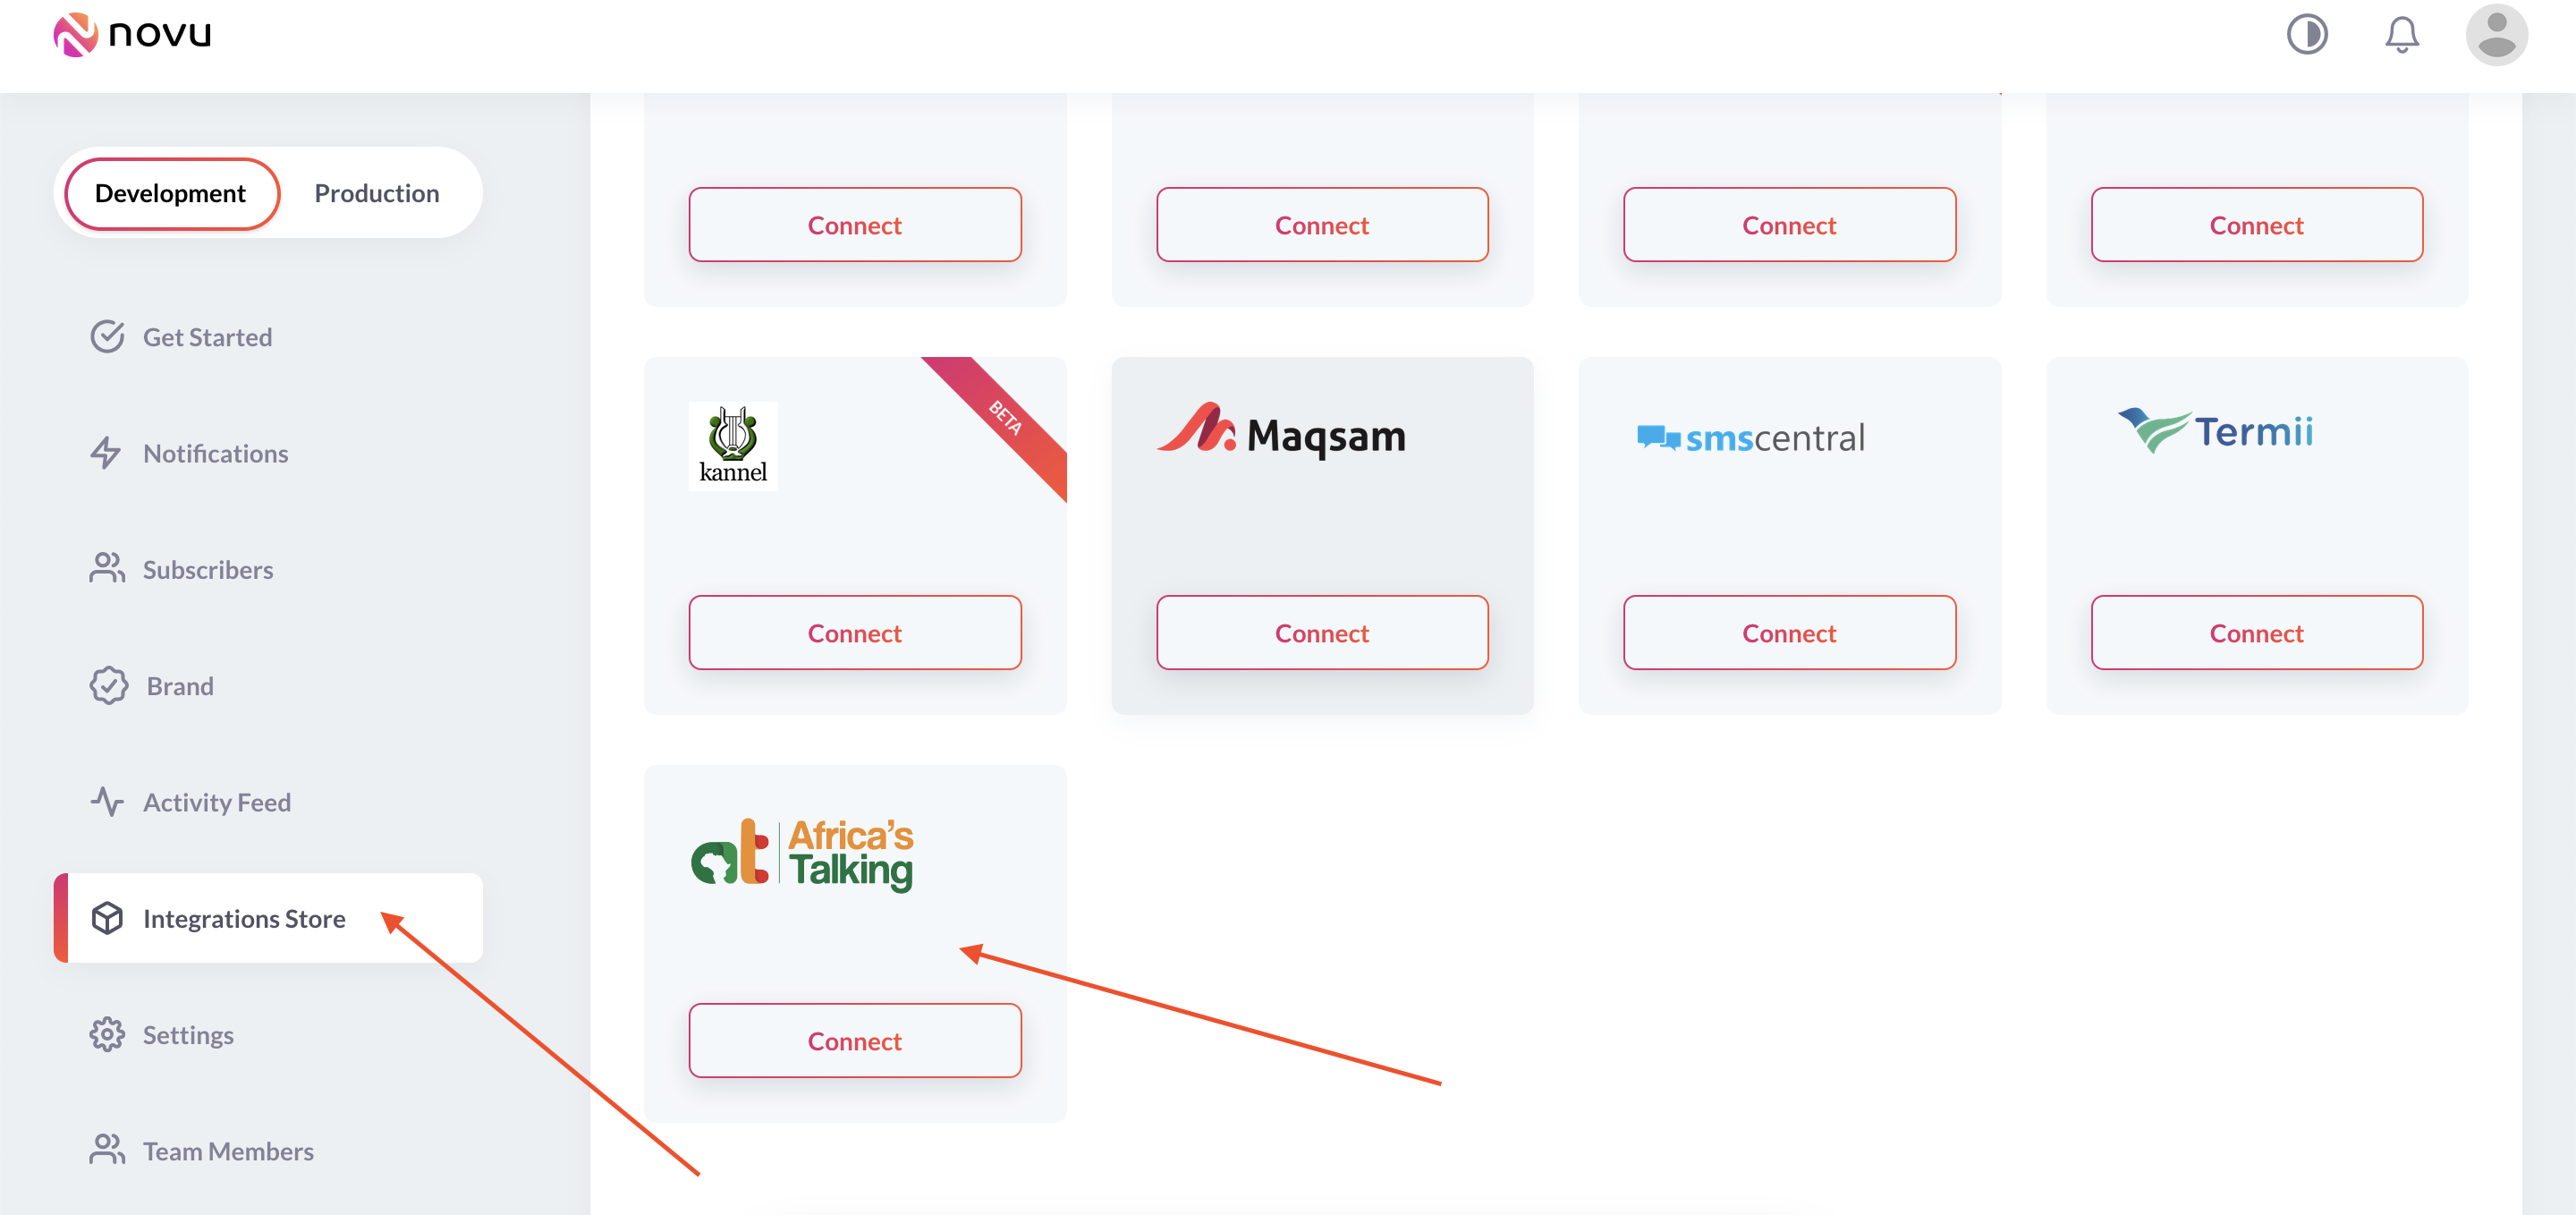 novu
Development
Production
Get Started
Notifications
Subscribers
Brand
Activity Feed
Integrations Store
Settings
Team Members
Connect
Connect
Connect
Connect
kannel
BETA
Maqsam
smscentral
Termii
Connect
Connect
Connect
Connect
at
Africa's
Talking
Connect